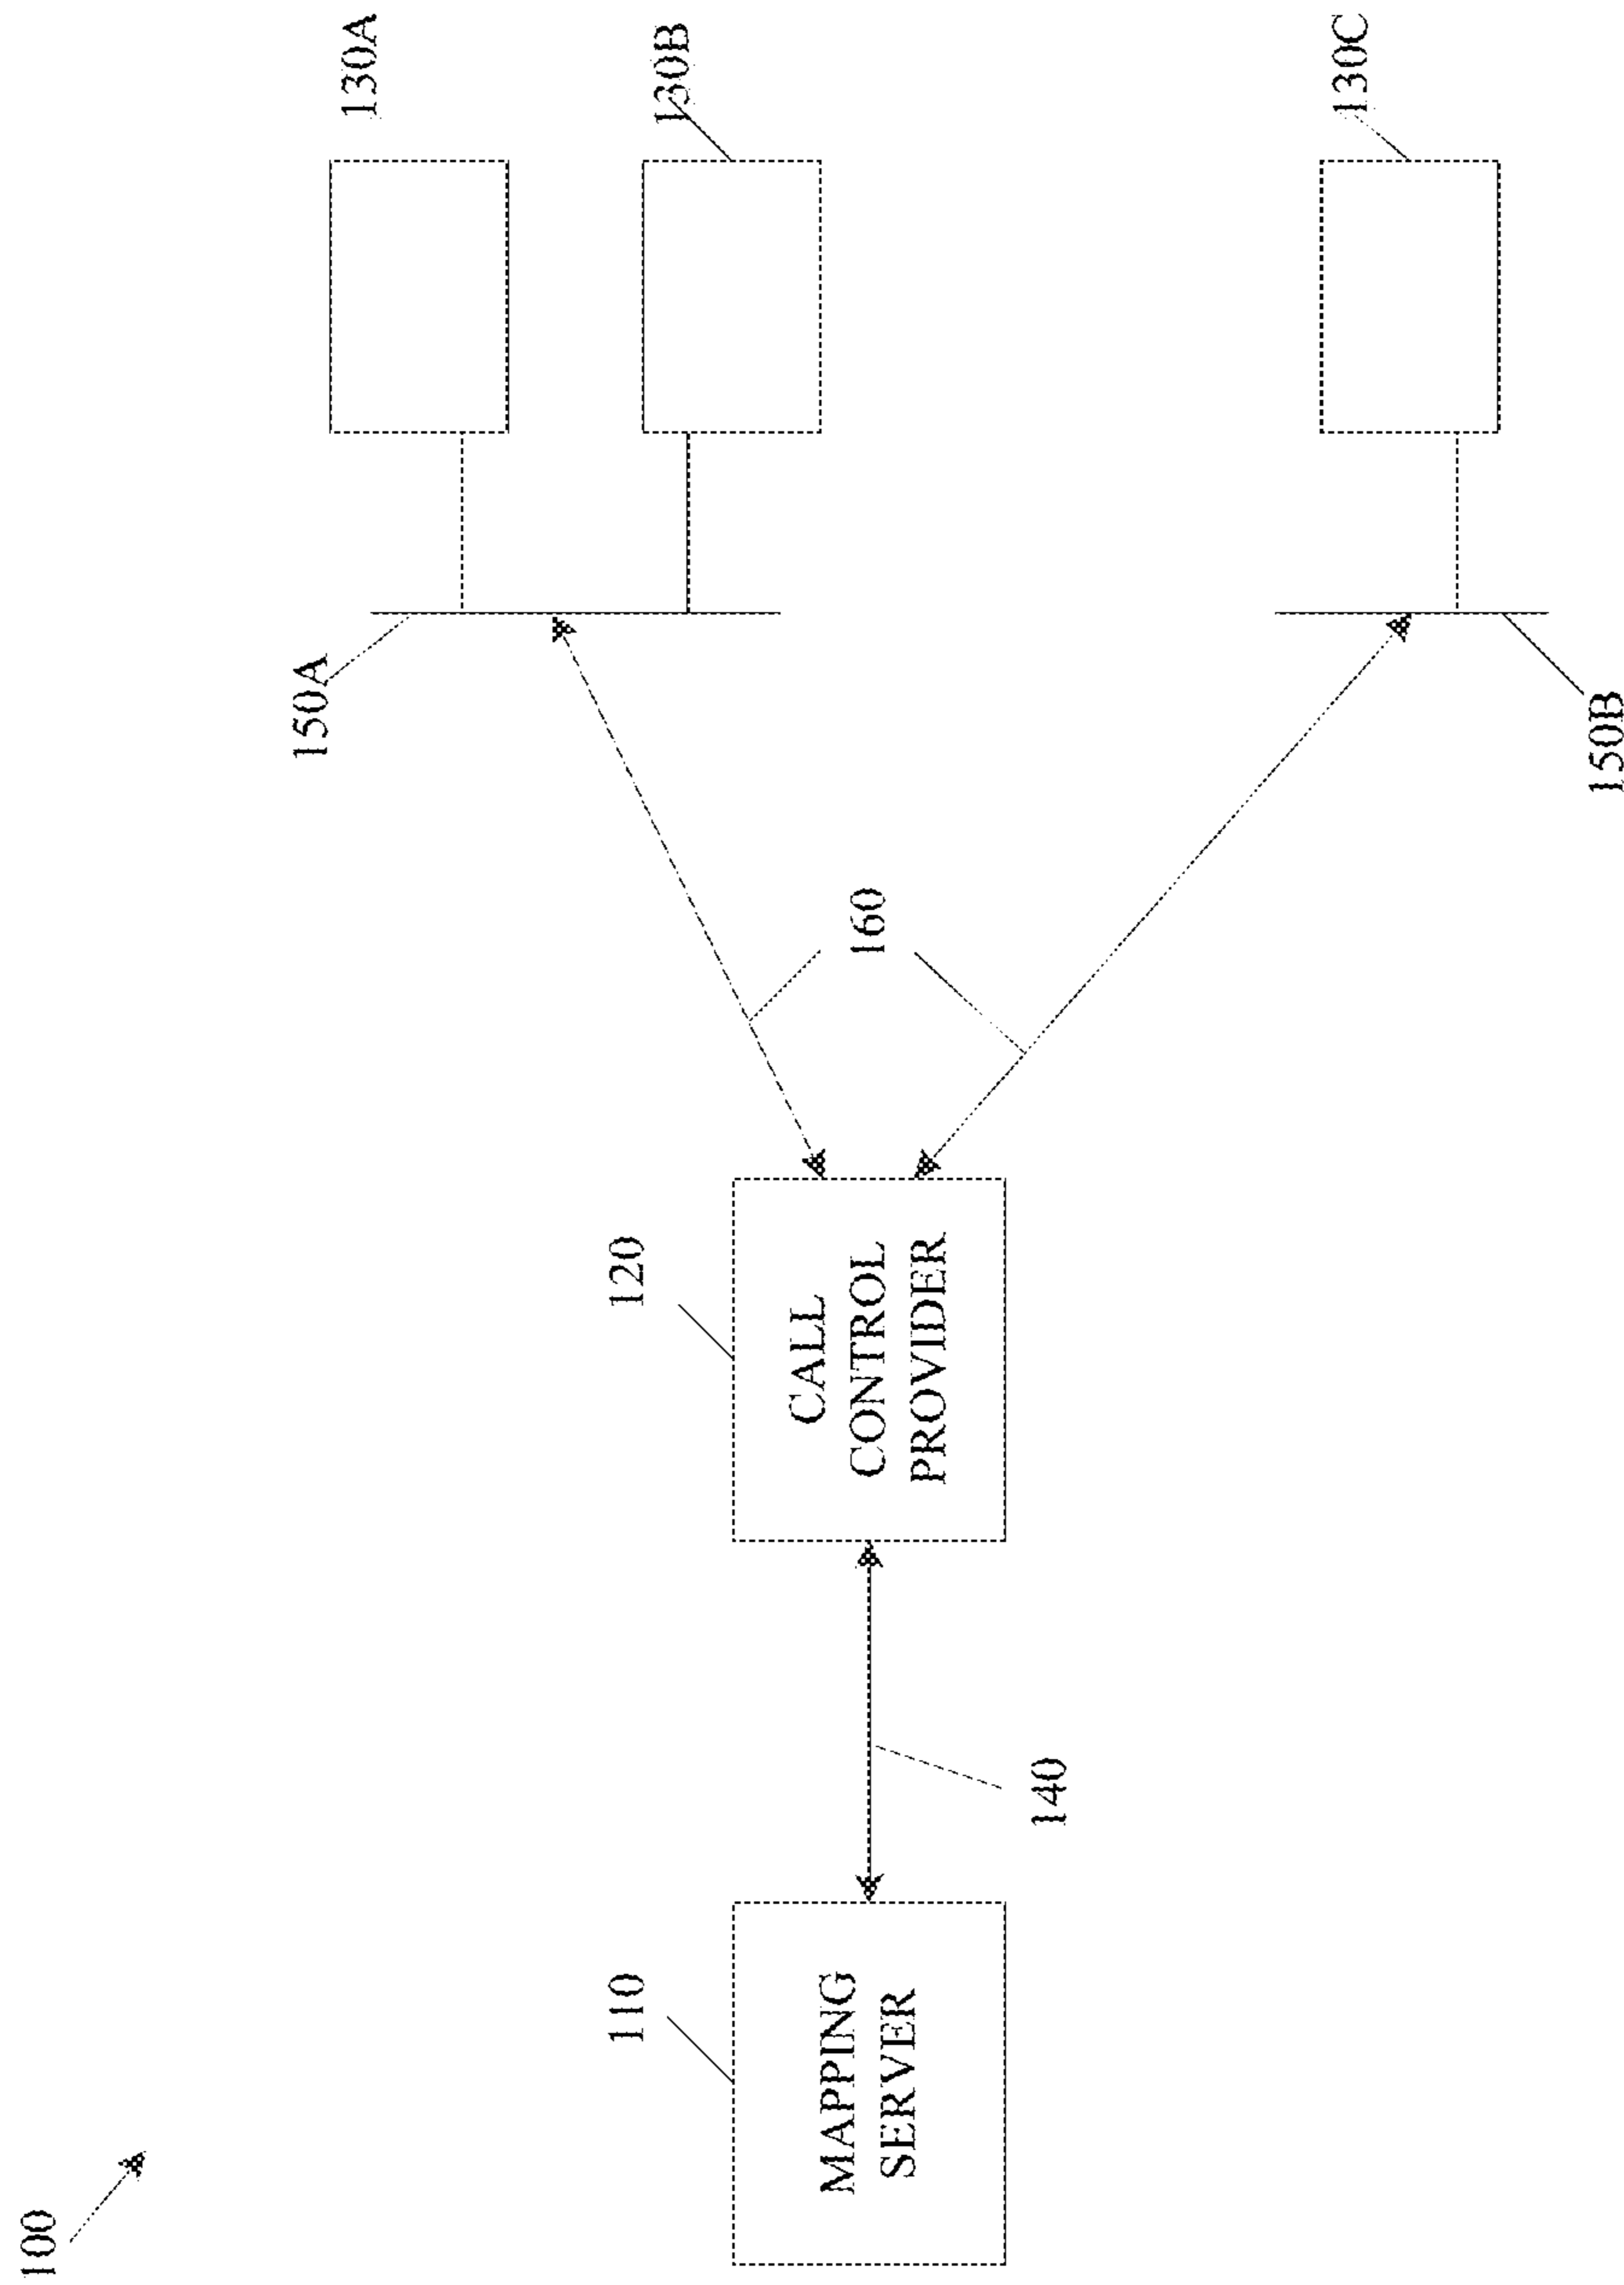 100
110
MAPPING
SERVER
140
120
CALL
CONTROL
PROVIDER
160
150A
150B
130A
130B
130C